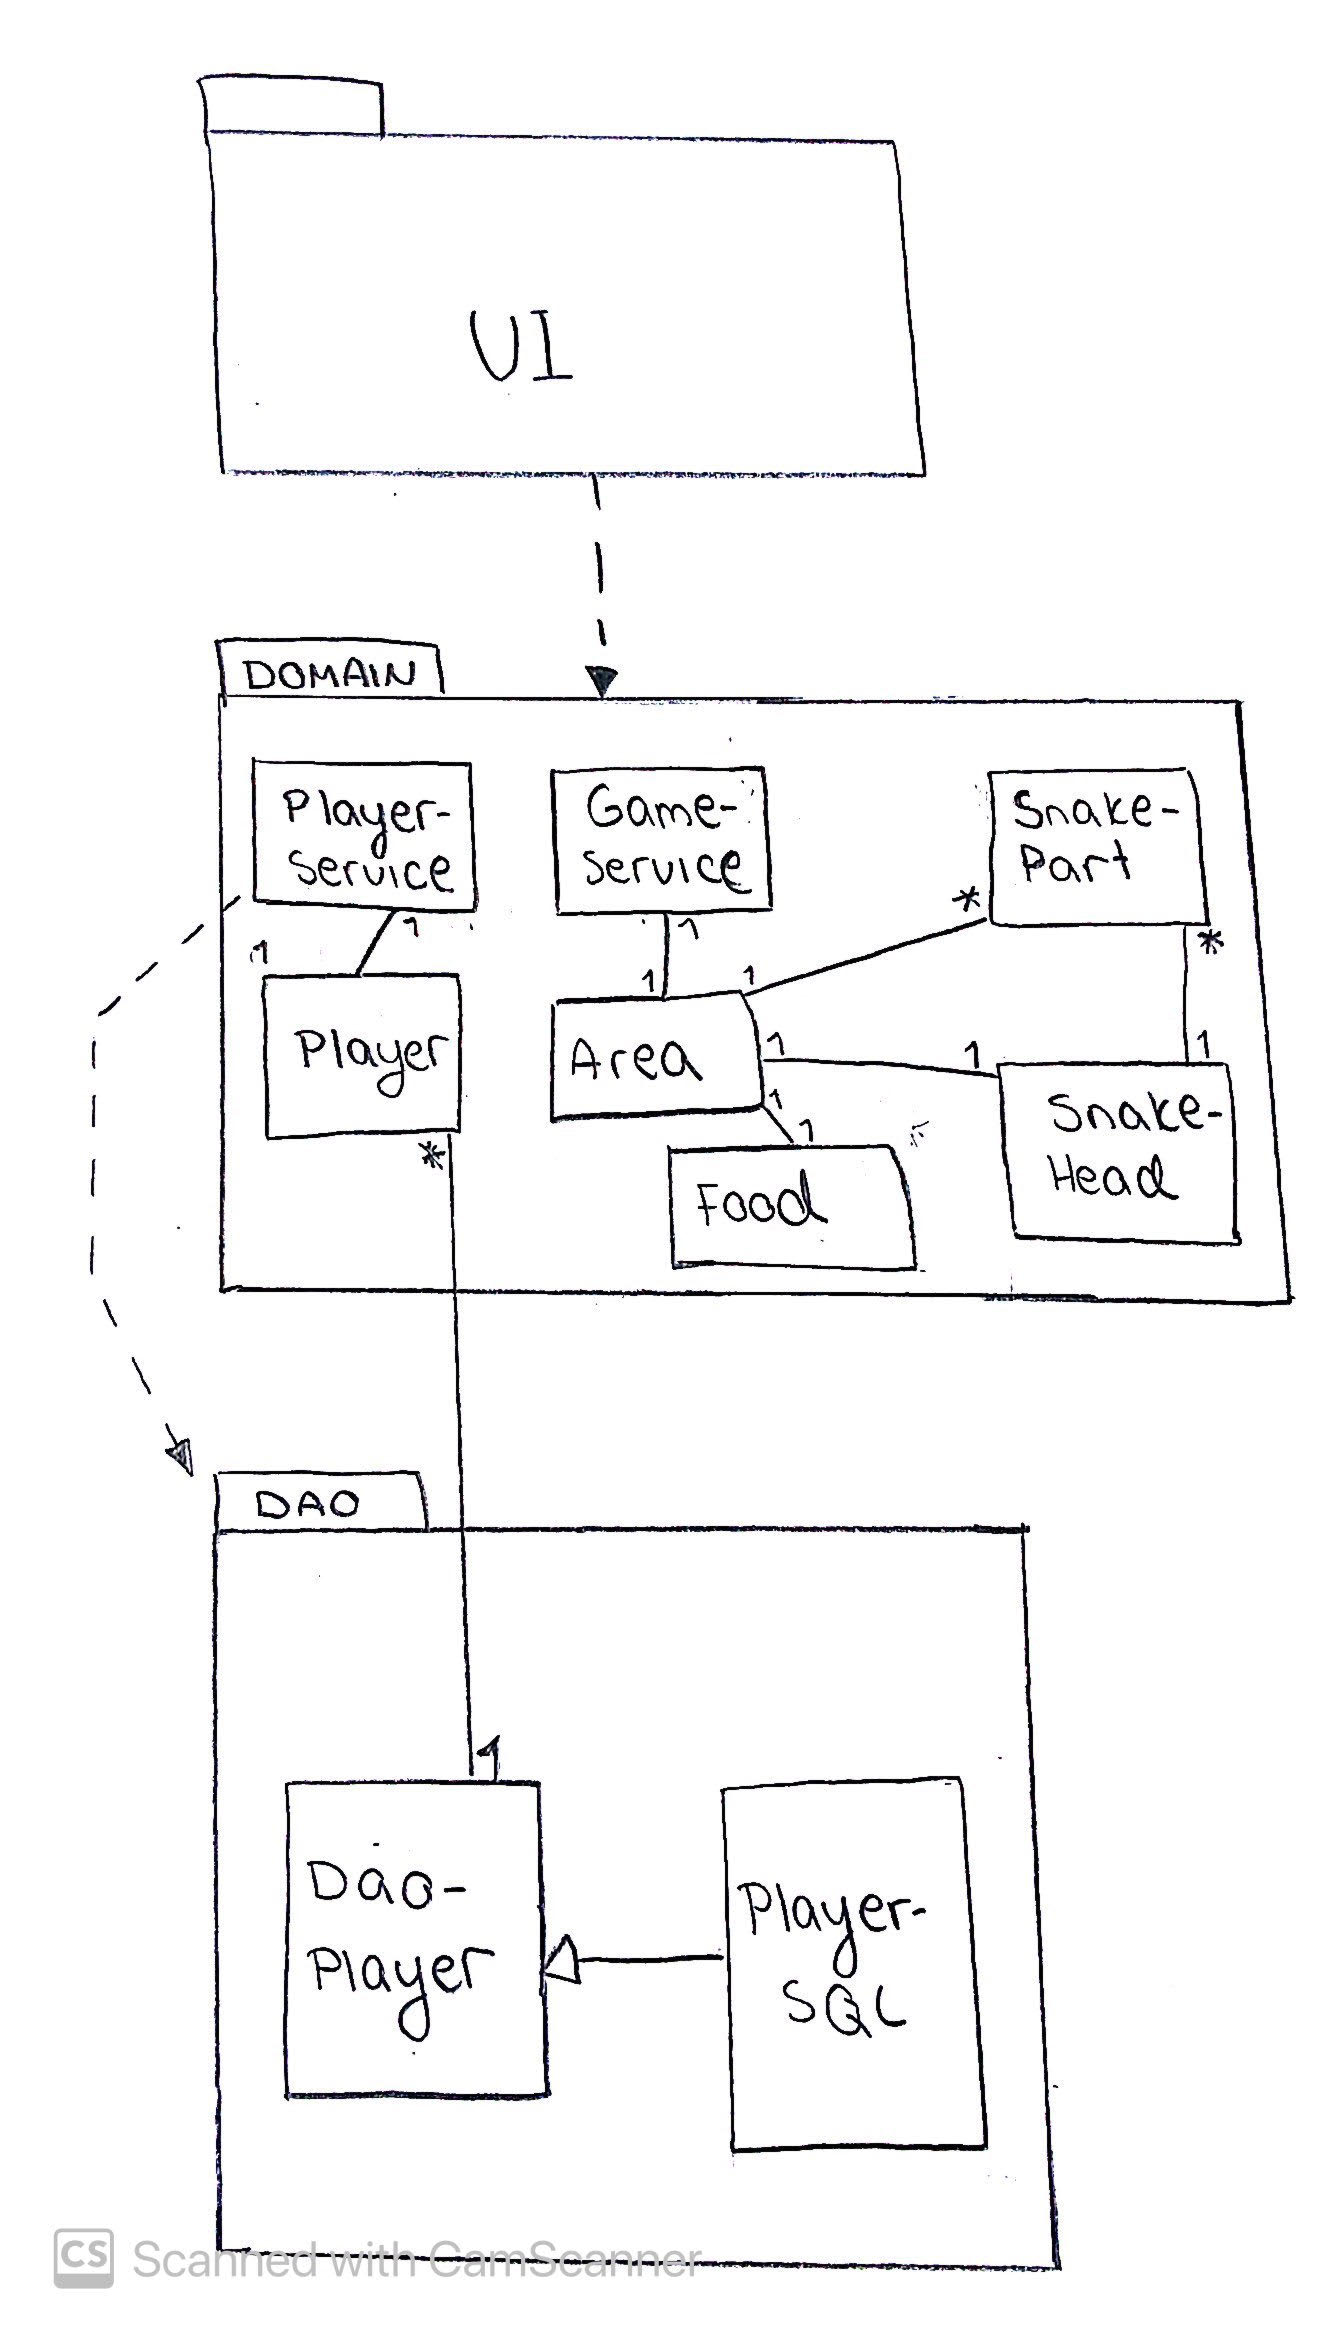 UI
DOMAIN
Player-
Service
Game-
Service
Snake-
Part
1
1
*
*
1
1
1
Player
Area
1
1
1
Snake-
Head
1
1
*
Food
DAO
1
Dao-
Player
Player-
SQL
CS Scanned with CamScanner